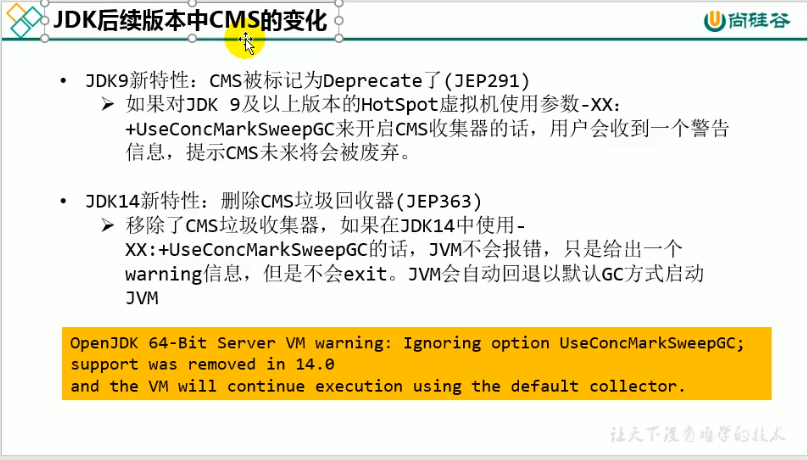 JDK后续版本中CMS的变化
尚硅谷
• JDK9新特性：CMS被标记为Deprecate了(JEP291)
➢ 如果对JDK 9及以上版本的HotSpot虚拟机使用参数-XX：
+UseConcMarkSweepGC来开启CMS收集器的话，用户会收到一个警告
信息，提示CMS未来将会被废弃。
• JDK14新特性：删除CMS垃圾回收器(JEP363)
➢ 移除了CMS垃圾收集器，如果在JDK14中使用-
XX:+UseConcMarkSweepGC的话，JVM不会报错，只是给出一个
warning信息，但是不会exit。JVM会自动回退以默认GC方式启动
JVM
OpenJDK 64-Bit Server VM warning: Ignoring option UseConcMarkSweepGC;
support was removed in 14.0
and the VM will continue execution using the default collector.
让天下没有难学的技术